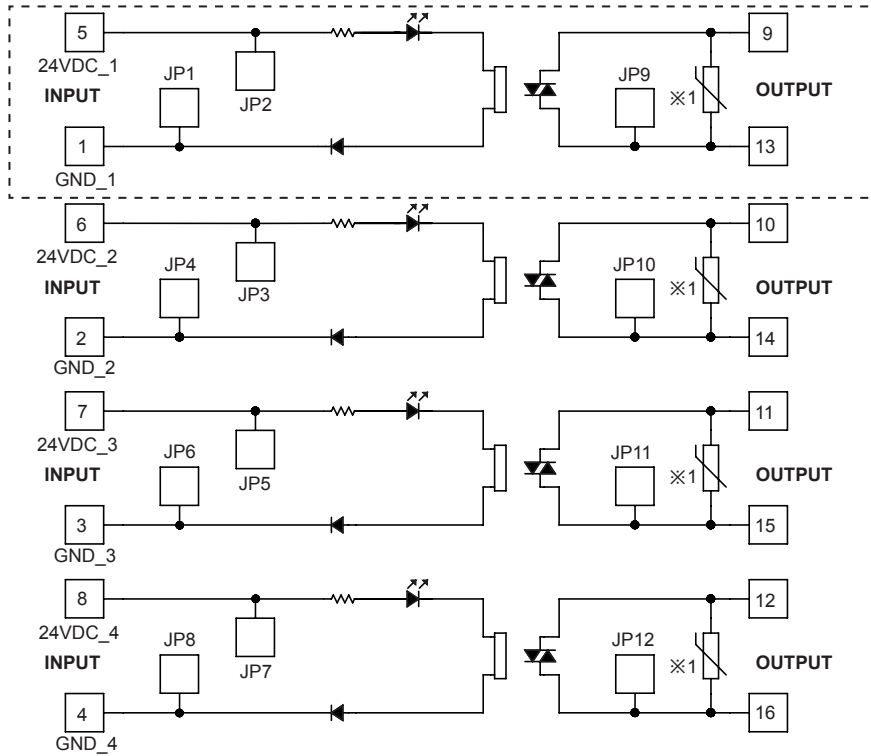 5
9
24VDC_1
JP1
JP9
INPUT
JP2
※1
OUTPUT
1
13
GND_1
6
10
24VDC_2
JP4
JP10
INPUT
JP3
※1
OUTPUT
2
14
GND_2
7
11
24VDC_3
JP6
JP11
INPUT
JP5
※1
OUTPUT
3
15
GND_3
8
12
24VDC_4
JP8
JP12
INPUT
JP7
※1
OUTPUT
4
16
GND_4